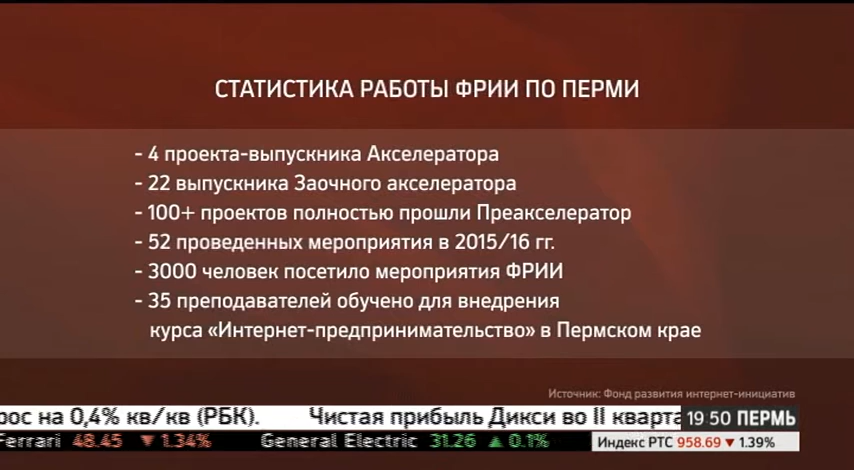 СТАТИСТИКА РАБОТЫ ФРИИ ПО ПЕРМИ
- 4 проекта-выпускника Акселератора
- 22 выпускника Заочного акселератора
- 100+ проектов полностью прошли Преакселератор
- 52 проведенных мероприятия в 2015/16 гг.
- 3000 человек посетило мероприятия ФРИИ
- 35 преподавателей обучено для внедрения
курса «Интернет-предпринимательство» в Пермском крае
Источник: Фонд развития интернет-инициатив
рос на 0,4% кв/кв (РБК). Чистая прибыль Дикси во II кварта 19:50 ПЕРМЬ
Ferrari 48.45 ▼ 1.34% General Electric 31.26 ▲ 0.1% Индекс РТС 958.69 ▼ 1.39%